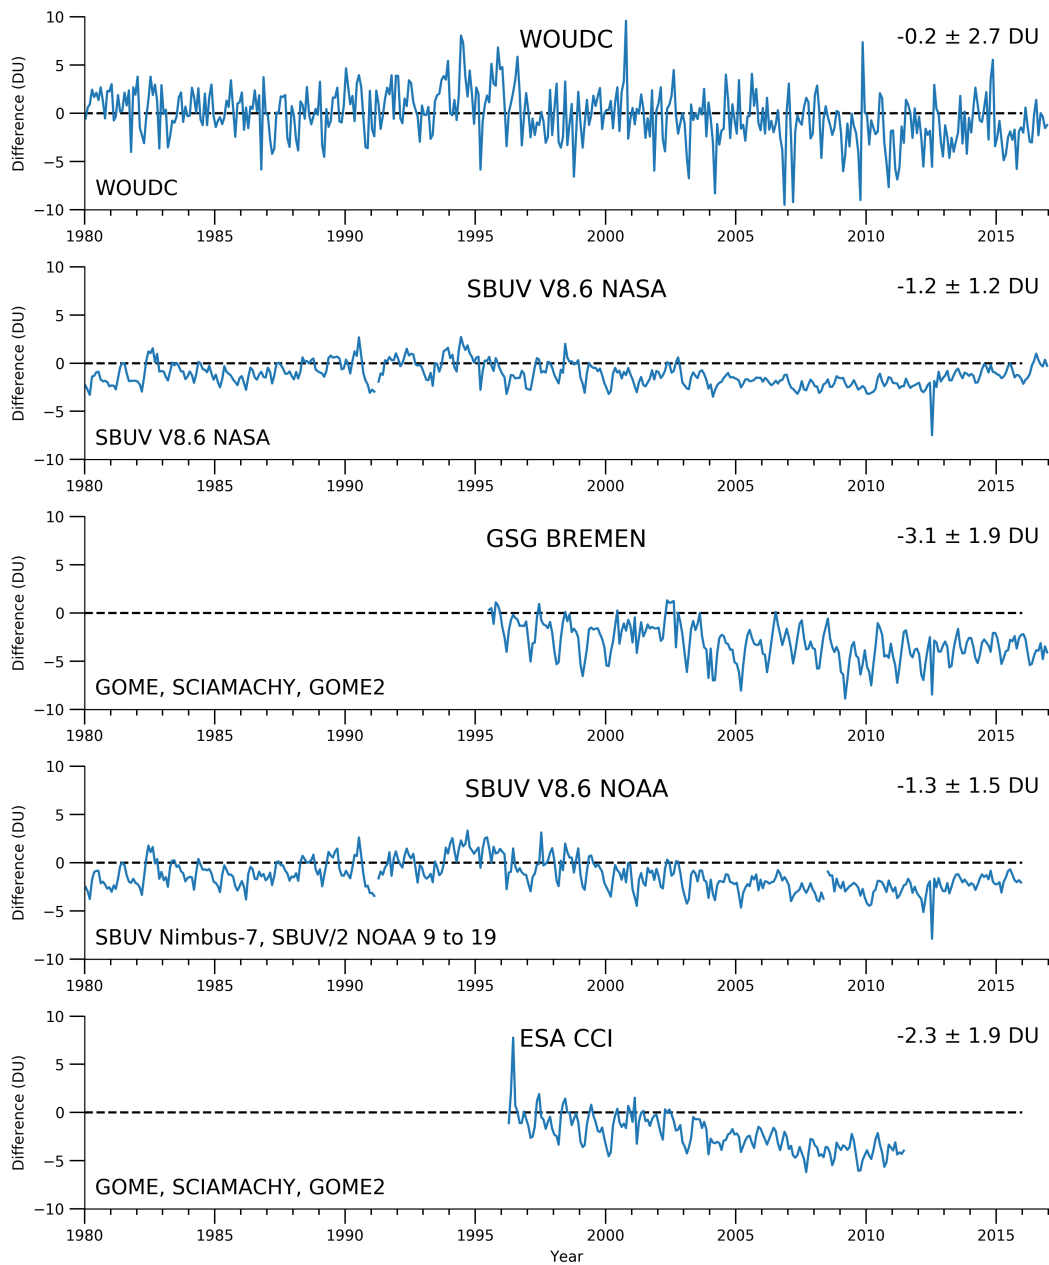 10
5
0
−5
−10
Difference (DU)
WOUDC
-0.2 ± 2.7 DU
WOUDC
1980 1985 1990 1995 2000 2005 2010 2015
10
5
0
−5
−10
Difference (DU)
SBUV V8.6 NASA
-1.2 ± 1.2 DU
SBUV V8.6 NASA
1980 1985 1990 1995 2000 2005 2010 2015
10
5
0
−5
−10
Difference (DU)
GSG BREMEN
-3.1 ± 1.9 DU
GOME, SCIAMACHY, GOME2
1980 1985 1990 1995 2000 2005 2010 2015
10
5
0
−5
−10
Difference (DU)
SBUV V8.6 NOAA
-1.3 ± 1.5 DU
SBUV Nimbus-7, SBUV/2 NOAA 9 to 19
1980 1985 1990 1995 2000 2005 2010 2015
10
5
0
−5
−10
Difference (DU)
ESA CCI
-2.3 ± 1.9 DU
GOME, SCIAMACHY, GOME2
1980 1985 1990 1995 2000 2005 2010 2015
Year